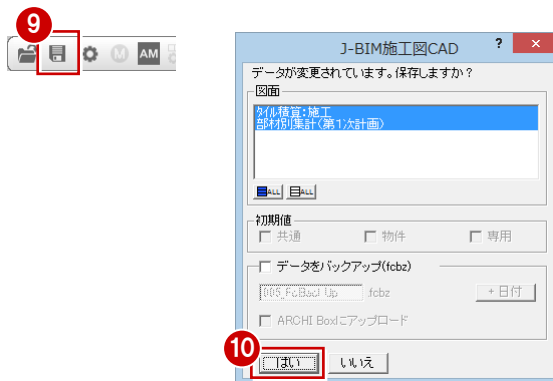 9
M
AM
J-BIM施工図CAD
?
×
データが変更されています。保存しますか?
図面
タイル積算:施工
部材別集計(第1次計画)
ALL
ALL
初期値
共通
物件
専用
データをバックアップ(fcbz)
.fcbz
+日付
ARCHI Boxにアップロード
10
はい
いいえ